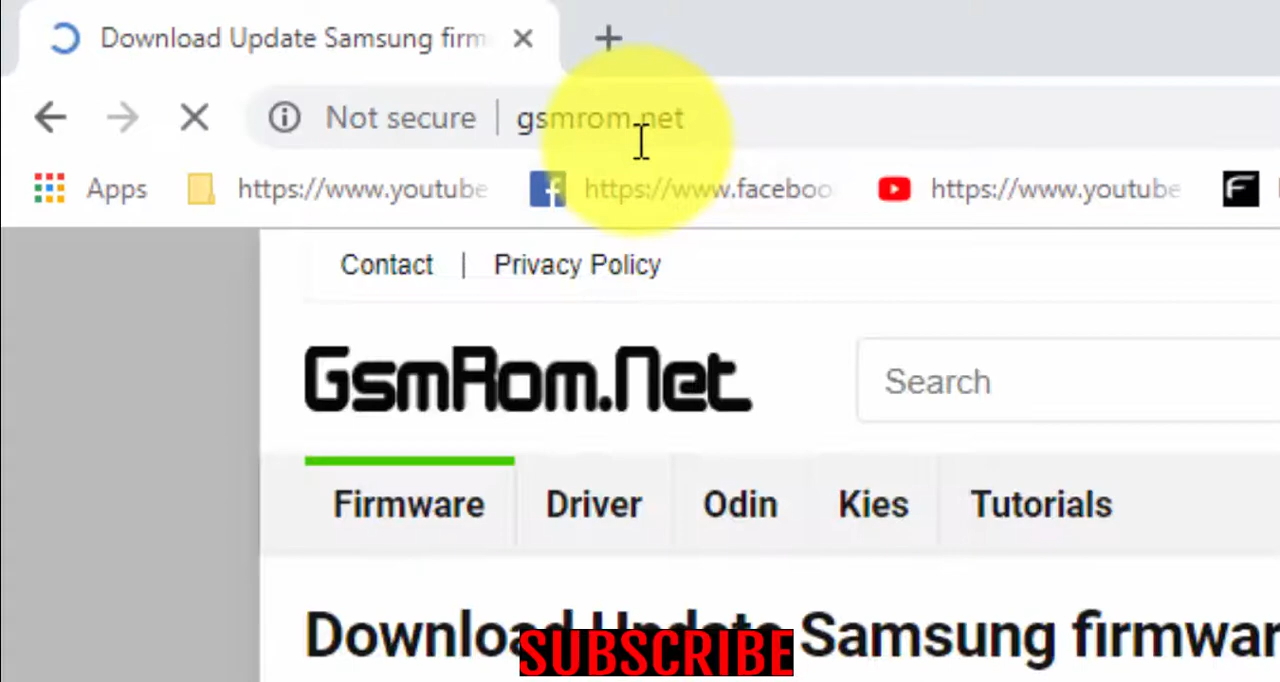 Download Update Samsung firm
Not secure | gsmrom.net
Apps https://www.youtube https://www.faceboo https://www.youtube
Contact | Privacy Policy
GsmRom.Net
Search
Firmware Driver Odin Kies Tutorials
Download Update Samsung firmwar
SUBSCRIBE